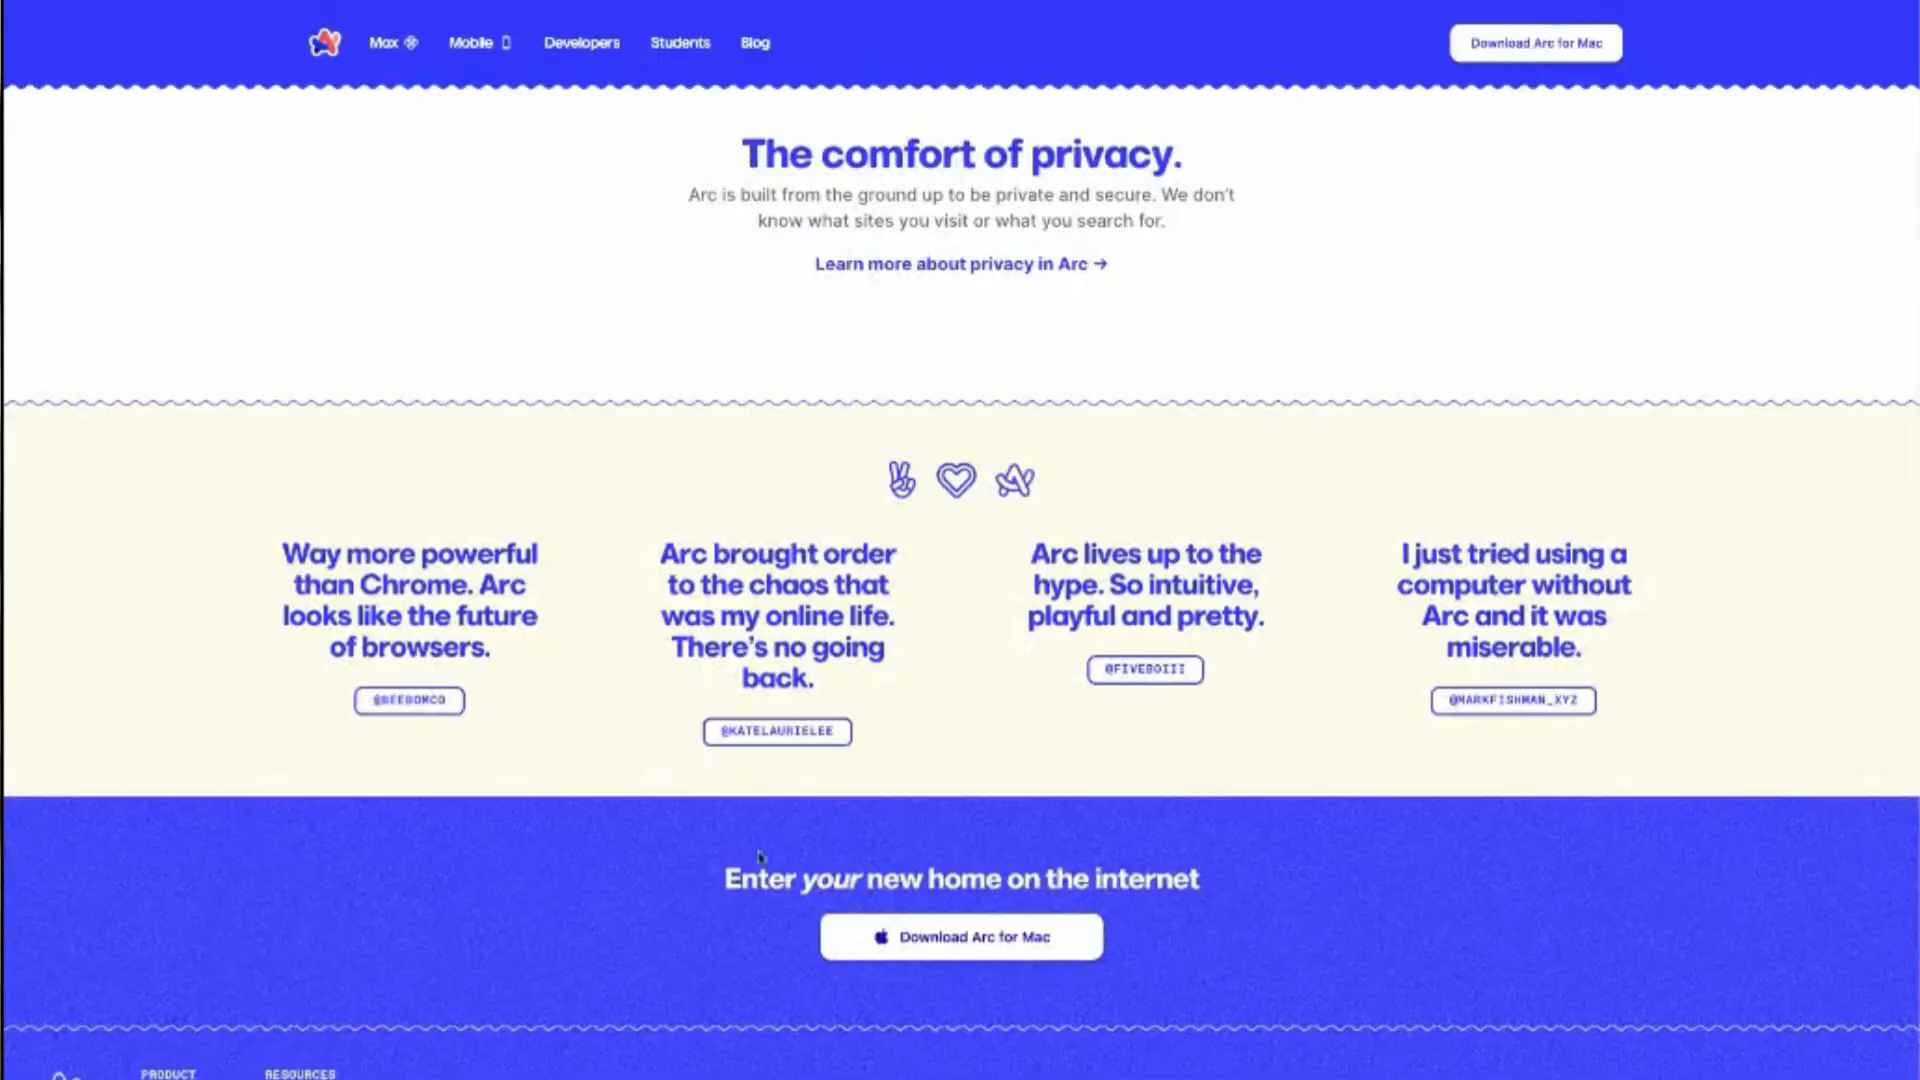 Max
Mobile
Developers
Students
Blog
Download Arc for Mac
The comfort of privacy.
Arc is built from the ground up to be private and secure. We don't
know what sites you visit or what you search for.
Learn more about privacy in Arc →
Way more powerful
than Chrome. Arc
looks like the future
of browsers.
@BEEBOMCO
Arc brought order
to the chaos that
was my online life.
There's no going
back.
@KATELAURIELEE
Arc lives up to the
hype. So intuitive,
playful and pretty.
@FIVEBOIII
I just tried using a
computer without
Arc and it was
miserable.
@MARKFISHMAN_XYZ
Enter your new home on the internet
Download Arc for Mac
PRODUCT
RESOURCES